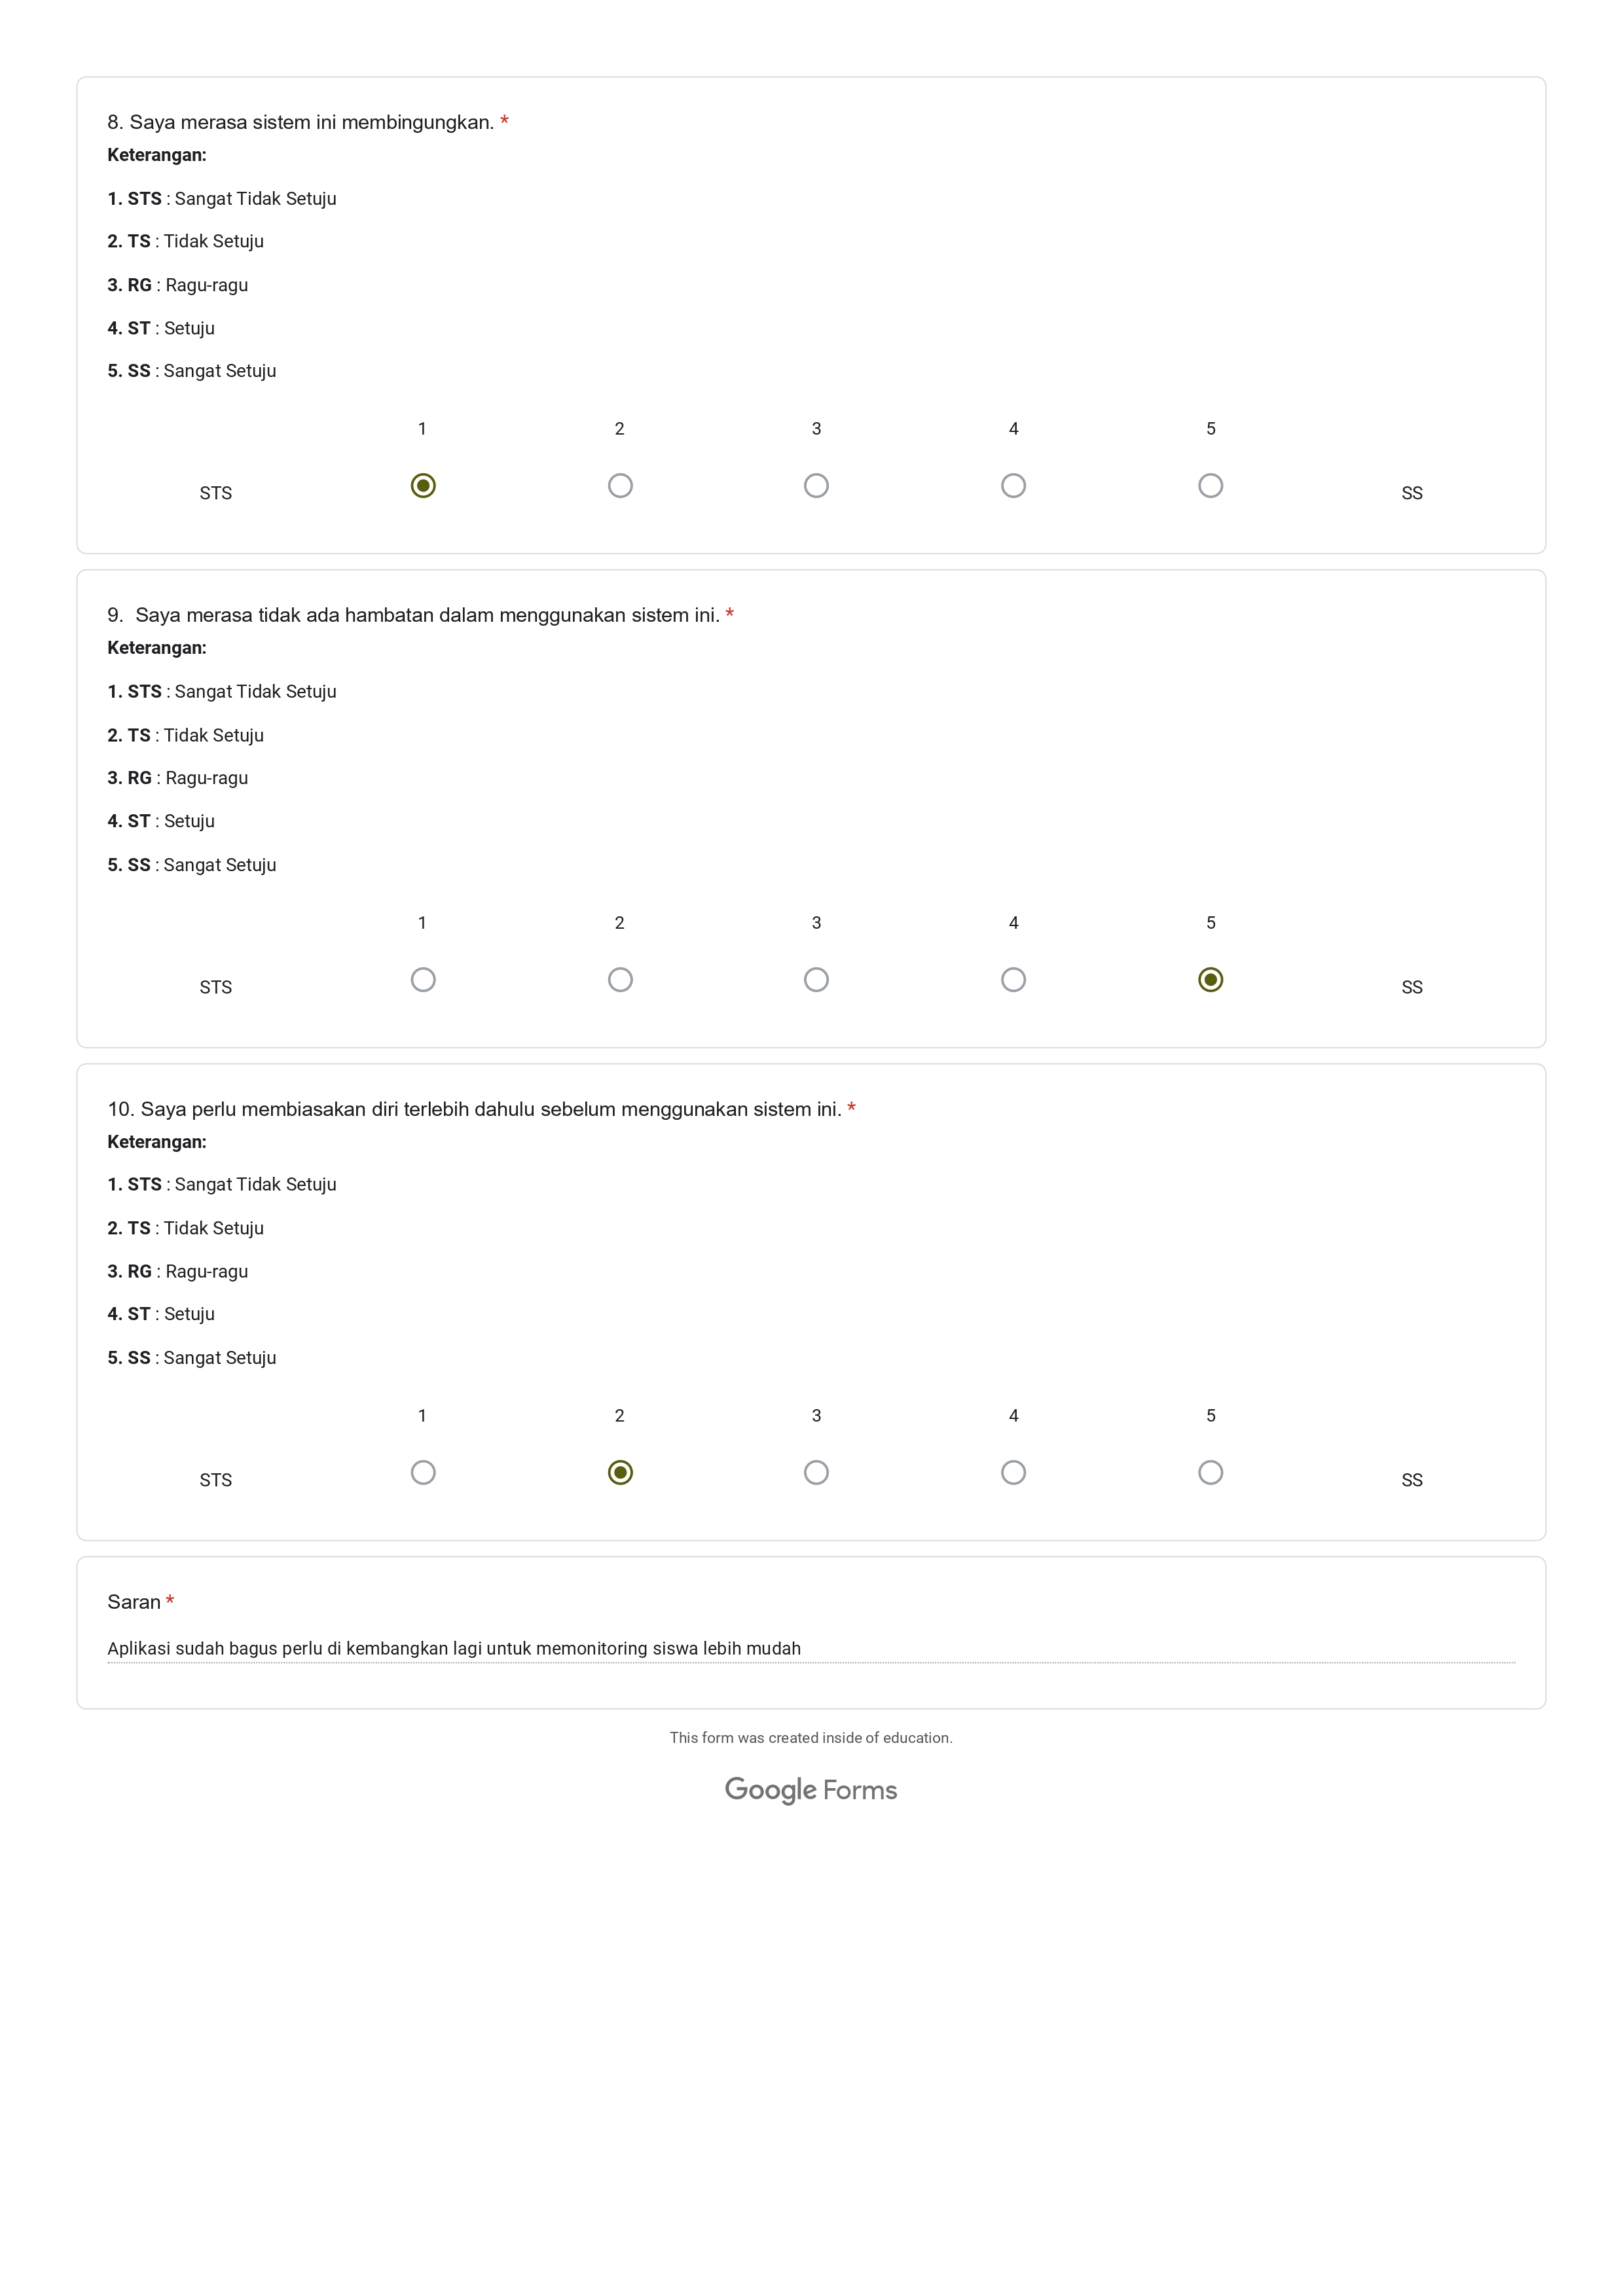 8. Saya merasa sistem ini membingungkan. *
Keterangan:
1. STS : Sangat Tidak Setuju
2. TS : Tidak Setuju
3. RG : Ragu-ragu
4. ST : Setuju
5. SS : Sangat Setuju
1 2 3 4 5
STS SS
9.  Saya merasa tidak ada hambatan dalam menggunakan sistem ini. *
Keterangan:
1. STS : Sangat Tidak Setuju
2. TS : Tidak Setuju
3. RG : Ragu-ragu
4. ST : Setuju
5. SS : Sangat Setuju
1 2 3 4 5
STS SS
10. Saya perlu membiasakan diri terlebih dahulu sebelum menggunakan sistem ini. *
Keterangan:
1. STS : Sangat Tidak Setuju
2. TS : Tidak Setuju
3. RG : Ragu-ragu
4. ST : Setuju
5. SS : Sangat Setuju
1 2 3 4 5
STS SS
Saran *
Aplikasi sudah bagus perlu di kembangkan lagi untuk memonitoring siswa lebih mudah
This form was created inside of education.
Google Forms